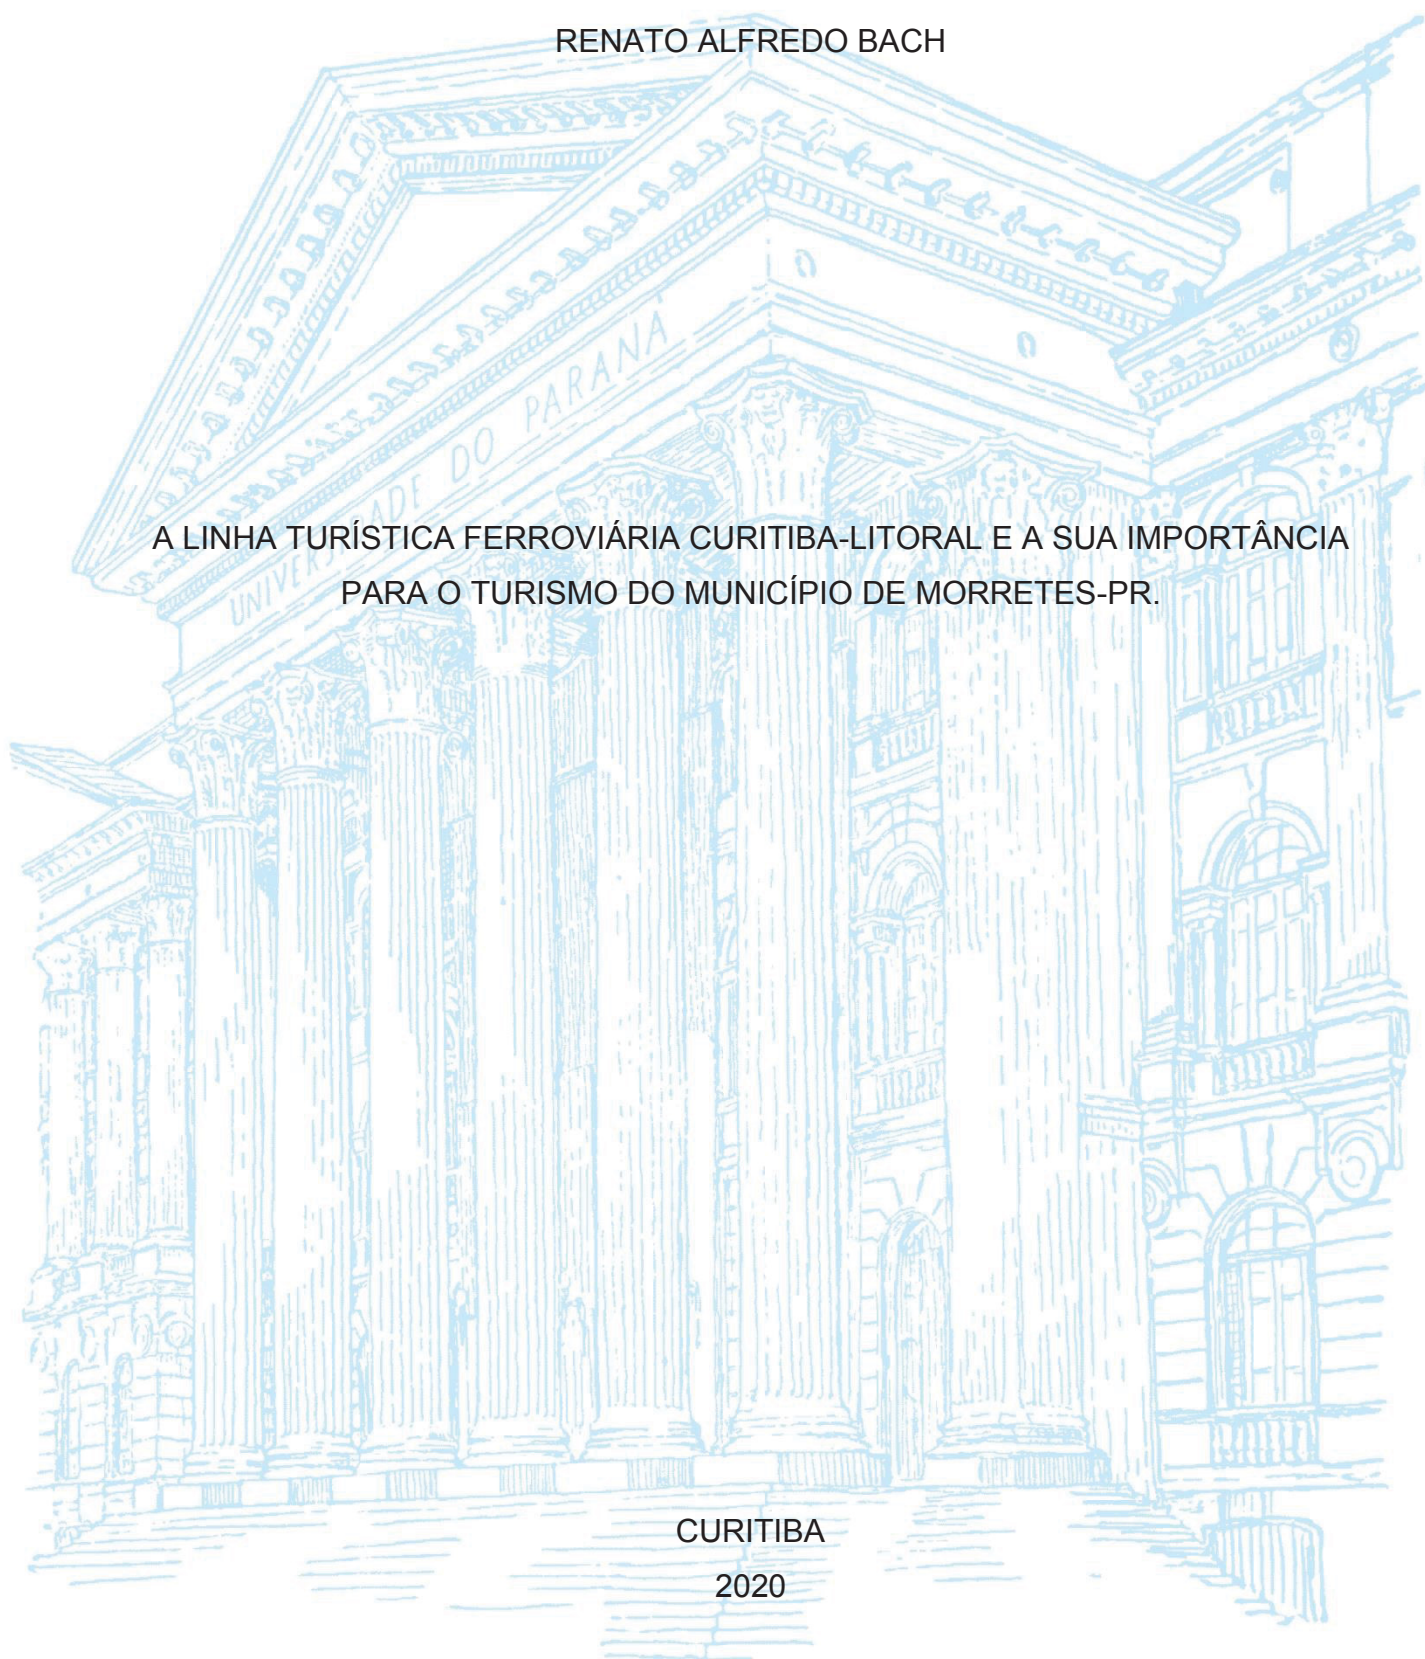 RENATO ALFREDO BACH
UNIVERSIDADE DO PARANÁ
A LINHA TURÍSTICA FERROVIÁRIA CURITIBA-LITORAL E A SUA IMPORTÂNCIA
PARA O TURISMO DO MUNICÍPIO DE MORRETES-PR.
CURITIBA
2020